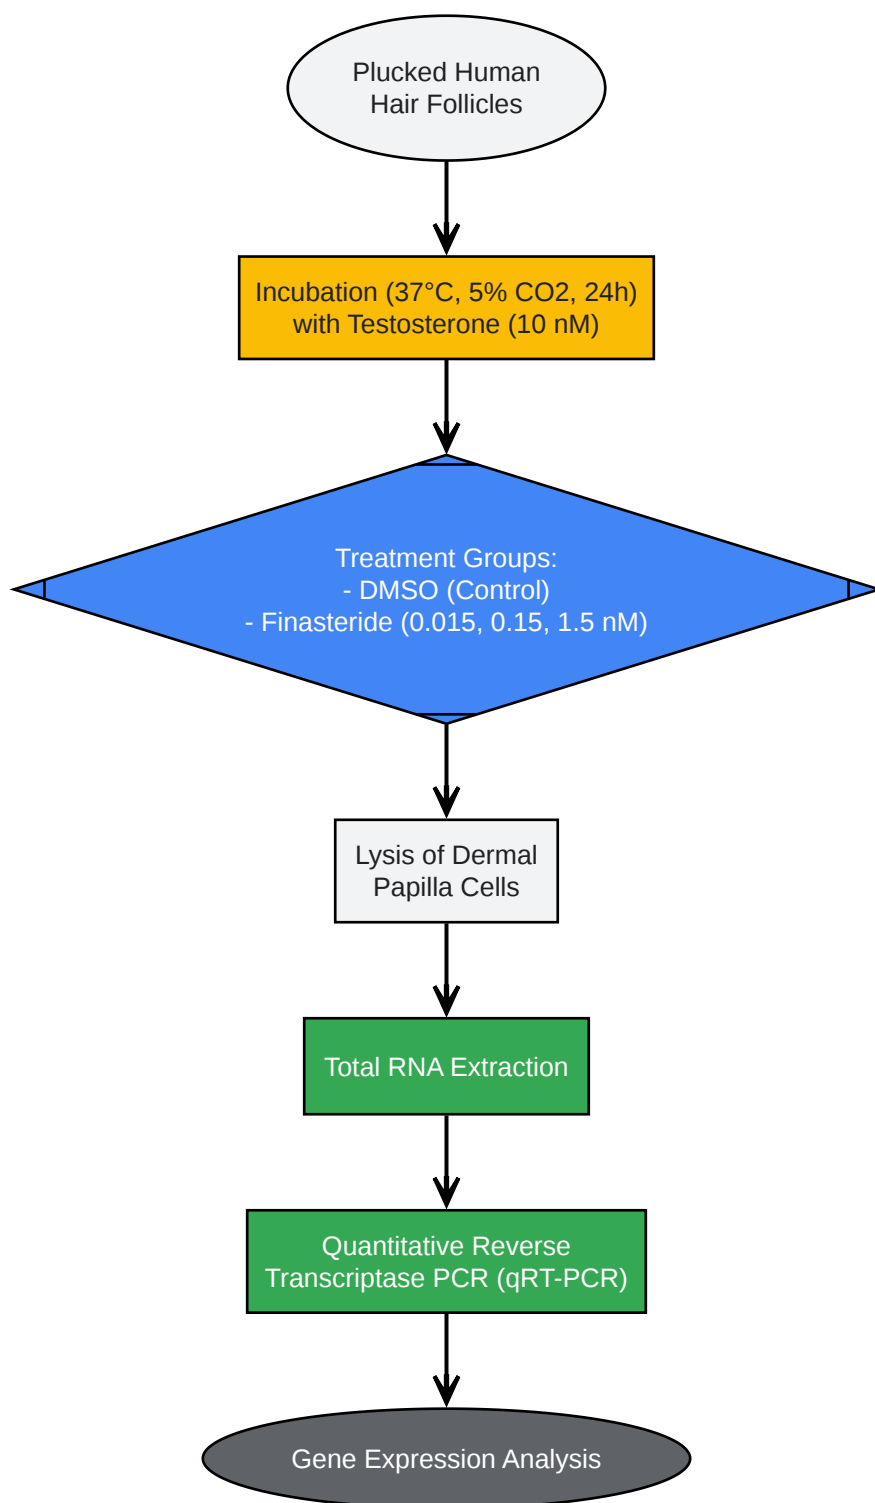 Plucked Human
Hair Follicles
Incubation (37°C, 5% CO2, 24h)
with Testosterone (10 nM)
Treatment Groups:
- DMSO (Control)
- Finasteride (0.015, 0.15, 1.5 nM)
Lysis of Dermal
Papilla Cells
Total RNA Extraction
Quantitative Reverse
Transcriptase PCR (qRT-PCR)
Gene Expression Analysis